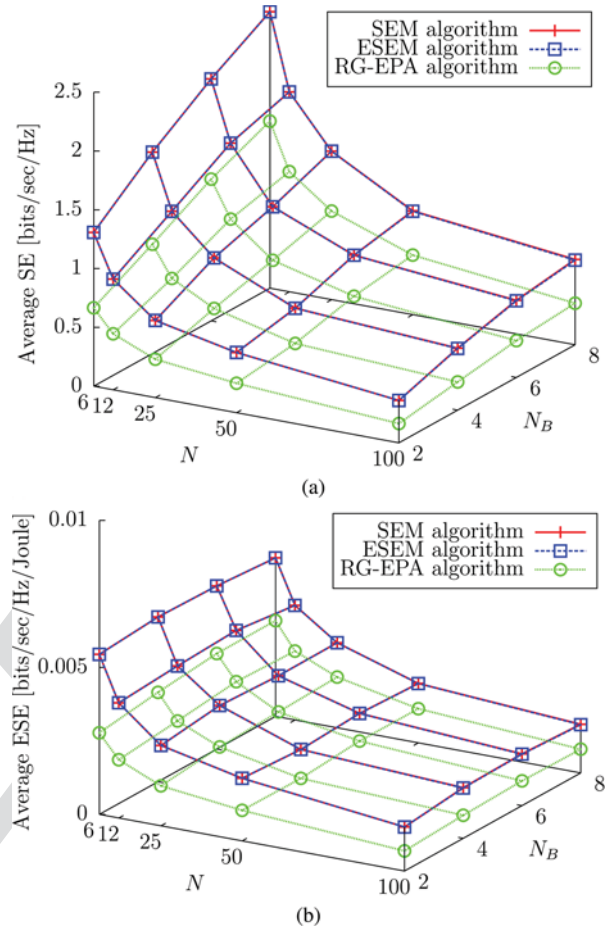 SEM algorithm
ESEM algorithm
RG-EPA algorithm
Average SE [bits/sec/Hz]
2.5
2
1.5
1
0.5
0
6 12 25 50 100
N
2 4 6 8
N_B
(a)
SEM algorithm
ESEM algorithm
RG-EPA algorithm
Average ESE [bits/sec/Hz/Joule]
0.01
0.005
0
6 12 25 50 100
N
2 4 6 8
N_B
(b)